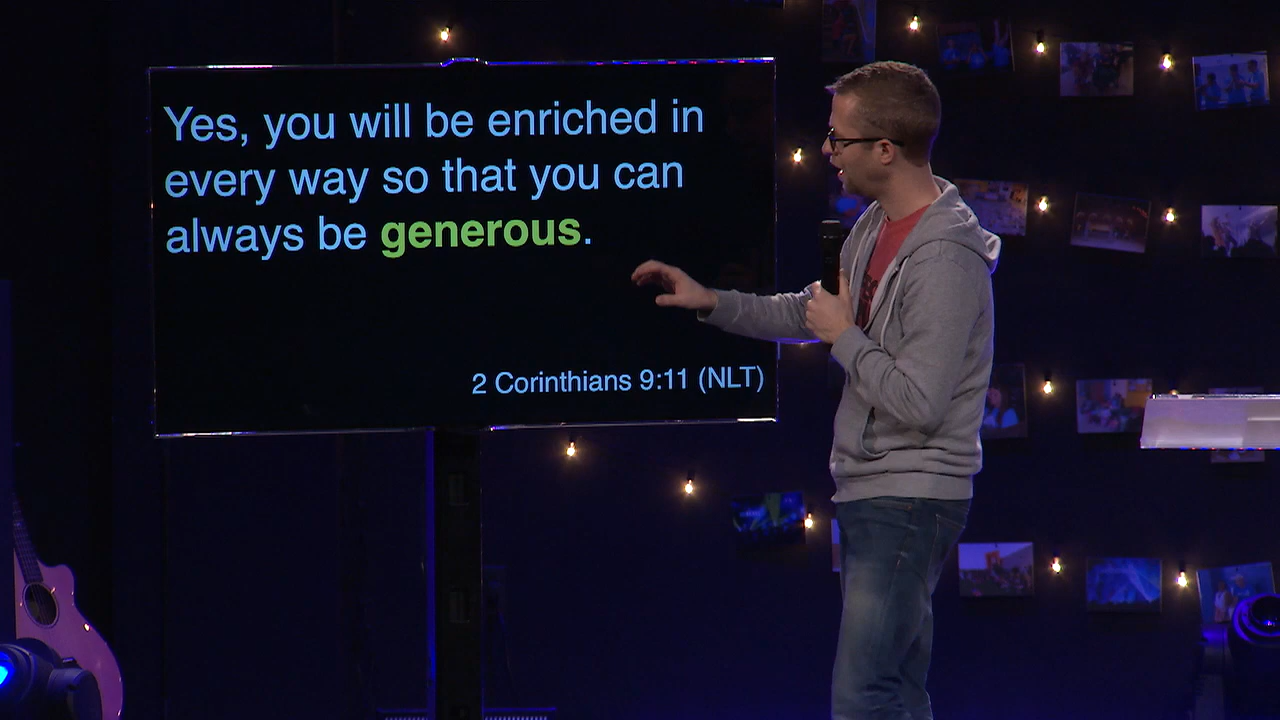 Yes, you will be enriched in
every way so that you can
always be generous.
2 Corinthians 9:11 (NLT)